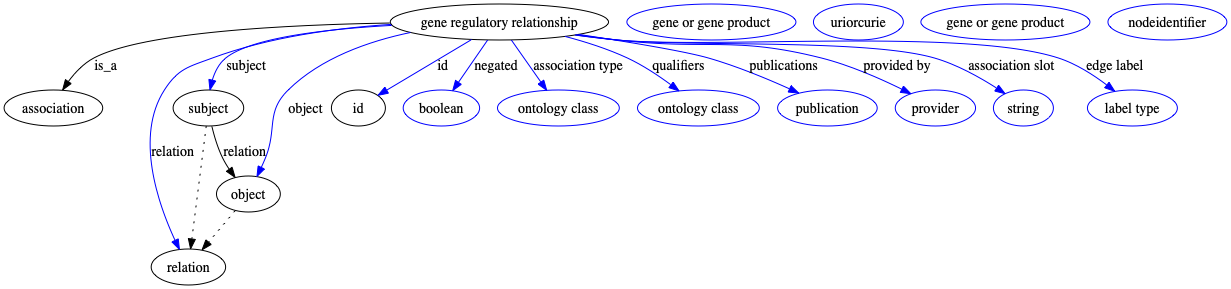 gene regulatory relationship
gene or gene product
uriorcurie
gene or gene product
nodeidentifier
is_a
subject
id
negated
association type
qualifiers
publications
provided by
association slot
edge label
association
subject
object
id
boolean
ontology class
ontology class
publication
provider
string
label type
relation
relation
object
relation